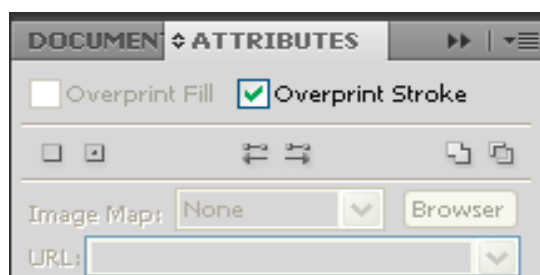 DOCUMEN ATTRIBUTES
Overprint Fill Overprint Stroke
Image Map: None Browser
URL: